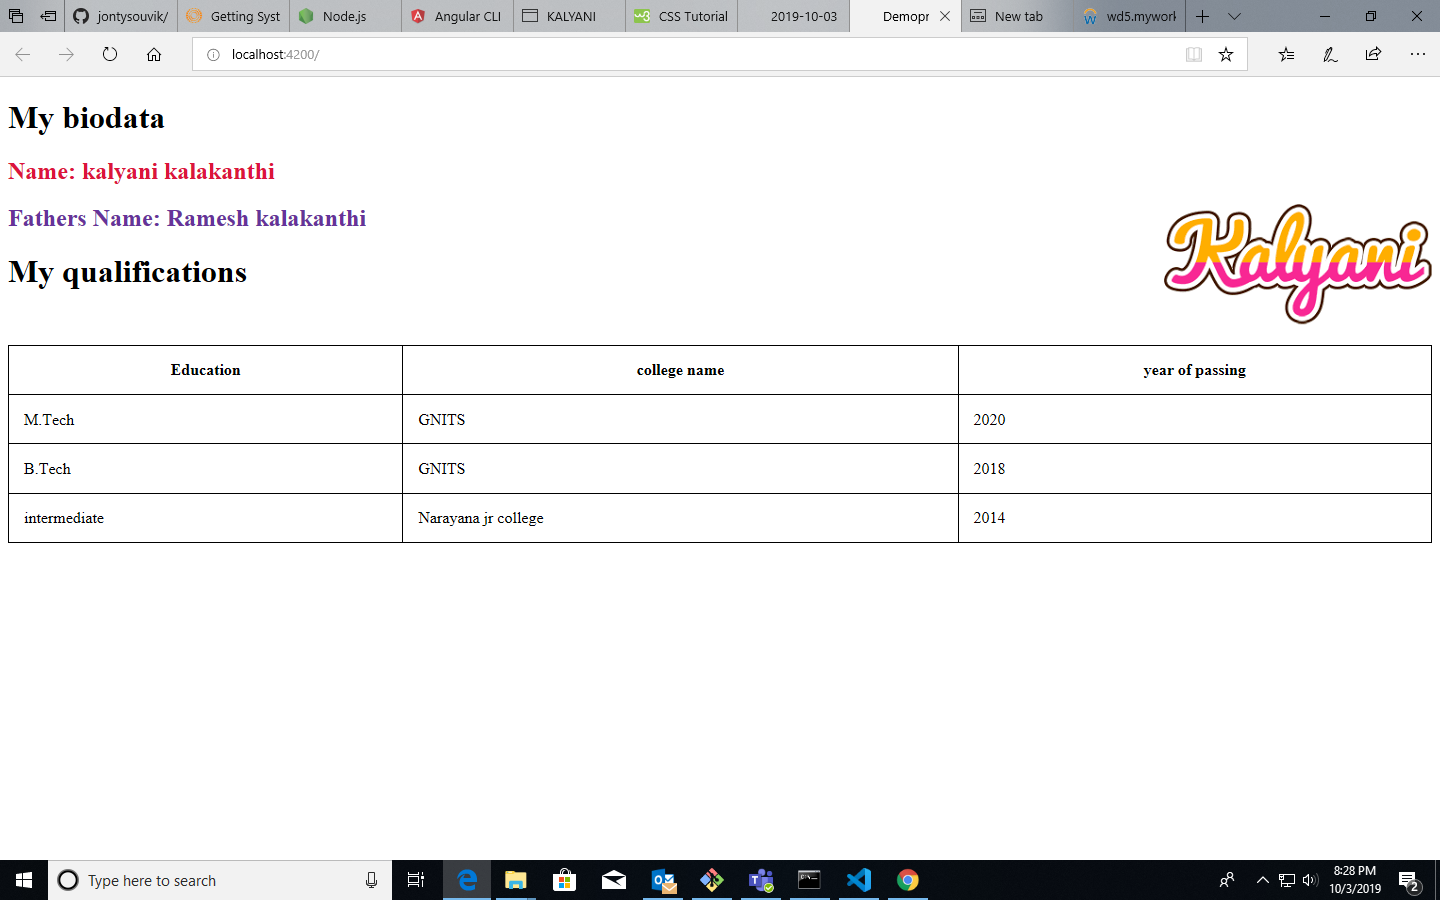 jontysouvik/
Getting Syst
Node.js
Angular CLI
KALYANI
CSS Tutorial
2019-10-03
Demopr
New tab
wd5.mywork
localhost:4200/
My biodata
Name: kalyani kalakanthi
Fathers Name: Ramesh kalakanthi
Kalyani
My qualifications
Education college name year of passing
M.Tech GNITS 2020
B.Tech GNITS 2018
intermediate Narayana jr college 2014
Type here to search
8:28 PM
10/3/2019
2